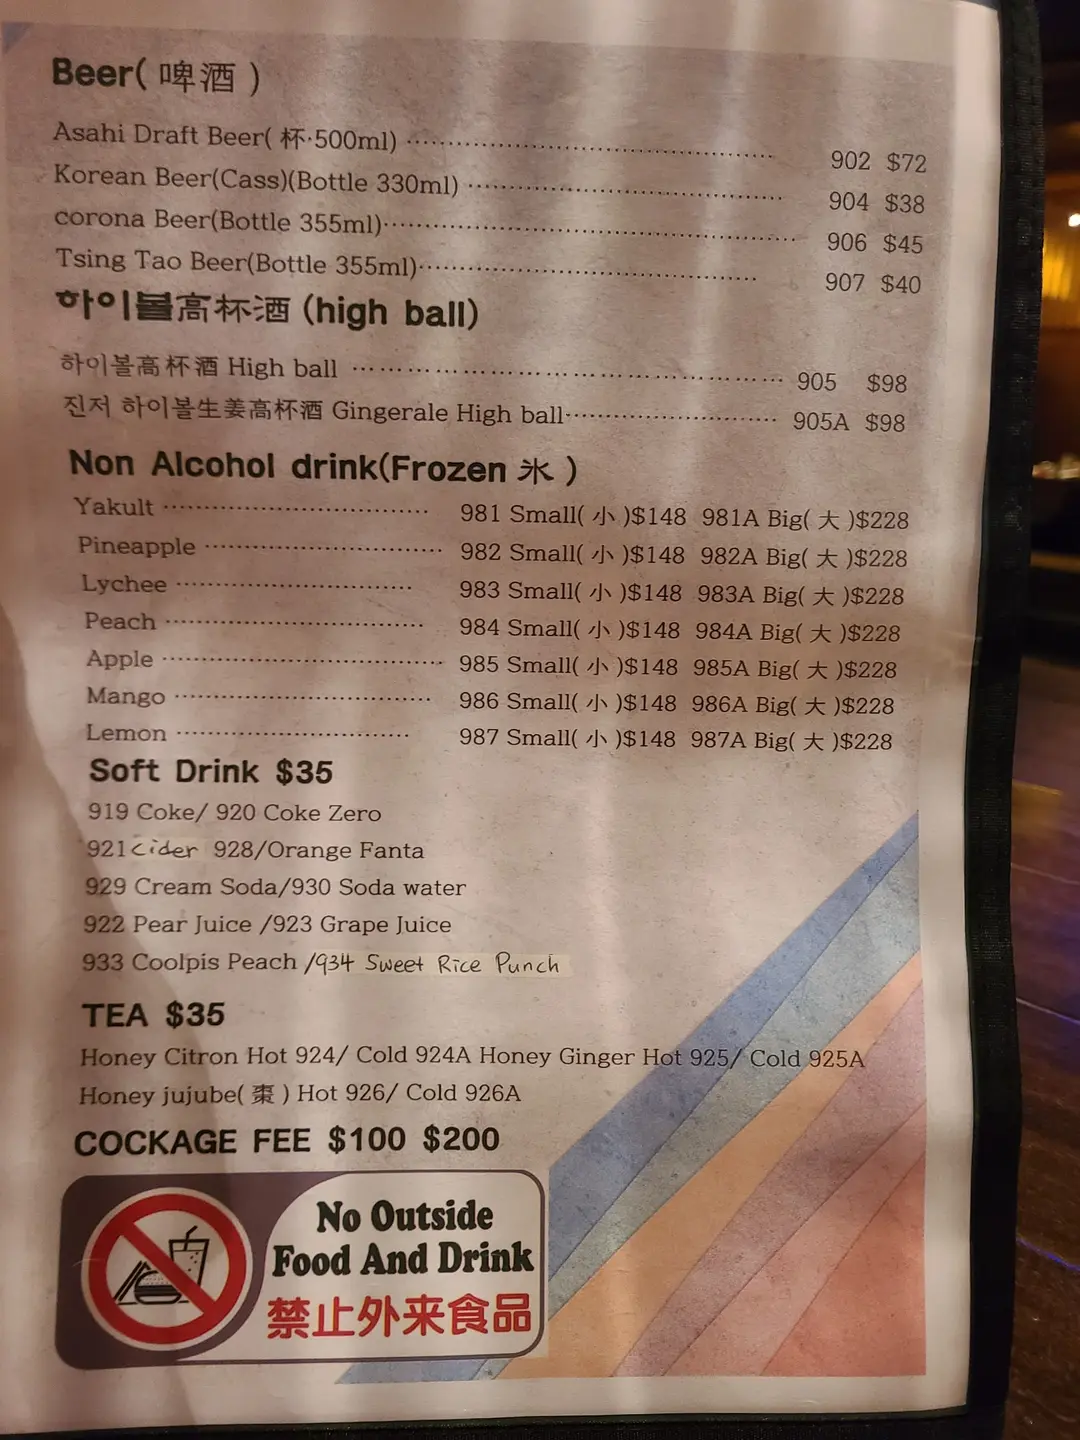 Beer( 啤酒 )
Asahi Draft Beer( 杯·500ml) 902 $72
Korean Beer(Cass)(Bottle 330ml) 904 $38
corona Beer(Bottle 355ml) 906 $45
Tsing Tao Beer(Bottle 355ml) 907 $40
하이볼高杯酒 (high ball)
하이볼高杯酒 High ball 905 $98
진저 하이볼生姜高杯酒 Gingerale High ball 905A $98
Non Alcohol drink(Frozen 氷 )
Yakult 981 Small( 小 )$148 981A Big( 大 )$228
Pineapple 982 Small( 小 )$148 982A Big( 大 )$228
Lychee 983 Small( 小 )$148 983A Big( 大 )$228
Peach 984 Small( 小 )$148 984A Big( 大 )$228
Apple 985 Small( 小 )$148 985A Big( 大 )$228
Mango 986 Small( 小 )$148 986A Big( 大 )$228
Lemon 987 Small( 小 )$148 987A Big( 大 )$228
Soft Drink $35
919 Coke/ 920 Coke Zero
921 cider 928/Orange Fanta
929 Cream Soda/930 Soda water
922 Pear Juice /923 Grape Juice
933 Coolpis Peach /934 Sweet Rice Punch
TEA $35
Honey Citron Hot 924/ Cold 924A Honey Ginger Hot 925/ Cold 925A
Honey jujube( 棗 ) Hot 926/ Cold 926A
COCKAGE FEE $100 $200
No Outside
Food And Drink
禁止外来食品